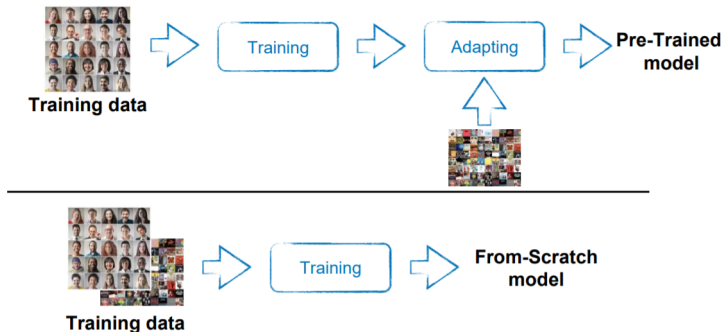 Training data
Training
Adapting
Pre-Trained
model
Training data
Training
From-Scratch
model